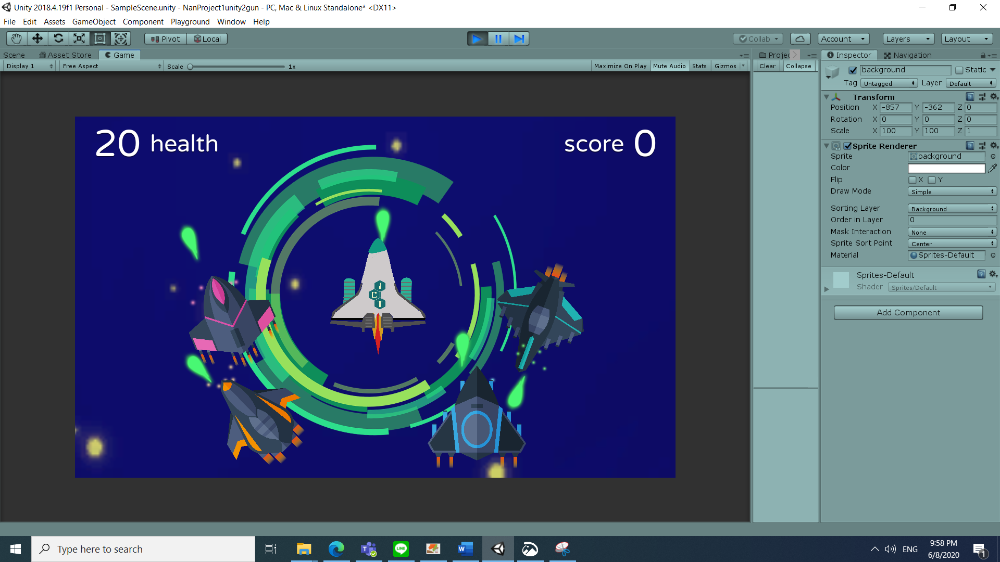 Unity 2018.4.19f1 Personal - SampleScene.unity - NanProject1unity2gun - PC, Mac & Linux Standalone* <DX11>
File Edit Assets GameObject Component Playground Window Help
Pivot Local Collab Account Layers Layout
Scene Asset Store Game Projec Inspector Navigation
Display 1 Free Aspect Scale 1x Maximize On Play Mute Audio Stats Gizmos Clear Collapse
background Static
Tag Untagged Layer Default
Transform
Position X -857 Y -362 Z 0
Rotation X 0 Y 0 Z 0
Scale X 100 Y 100 Z 1
Sprite Renderer
Sprite background
Color
Flip X Y
Draw Mode Simple
Sorting Layer Background
Order in Layer 0
Mask Interaction None
Sprite Sort Point Center
Material Sprites-Default
Sprites-Default
Shader Sprites/Default
Add Component
20 health score 0
I
C
T
Type here to search
ENG
9:58 PM
6/8/2020
1